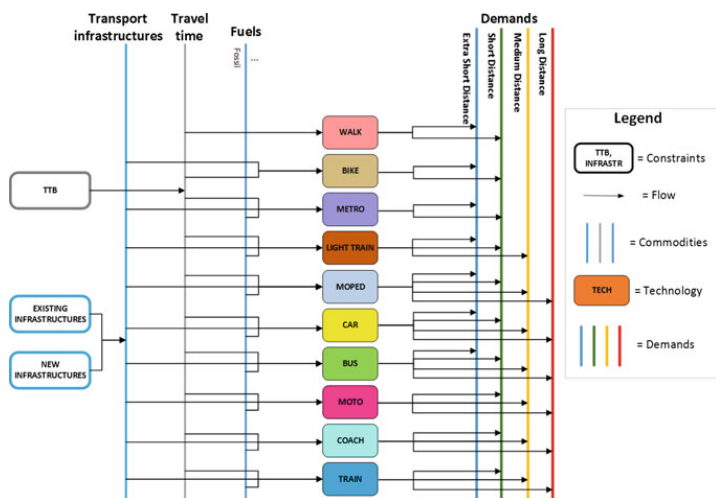 Transport
infrastructures
Travel
time
Fuels
Fossil
...
Demands
Extra Short Distance
Short Distance
Medium Distance
Long Distance
WALK
BIKE
METRO
LIGHT TRAIN
MOPED
CAR
BUS
MOTO
COACH
TRAIN
TTB
EXISTING
INFRASTRUCTURES
NEW
INFRASTRUCTURES
Legend
TTB,
INFRASTR
= Constraints
= Flow
= Commodities
TECH
= Technology
= Demands